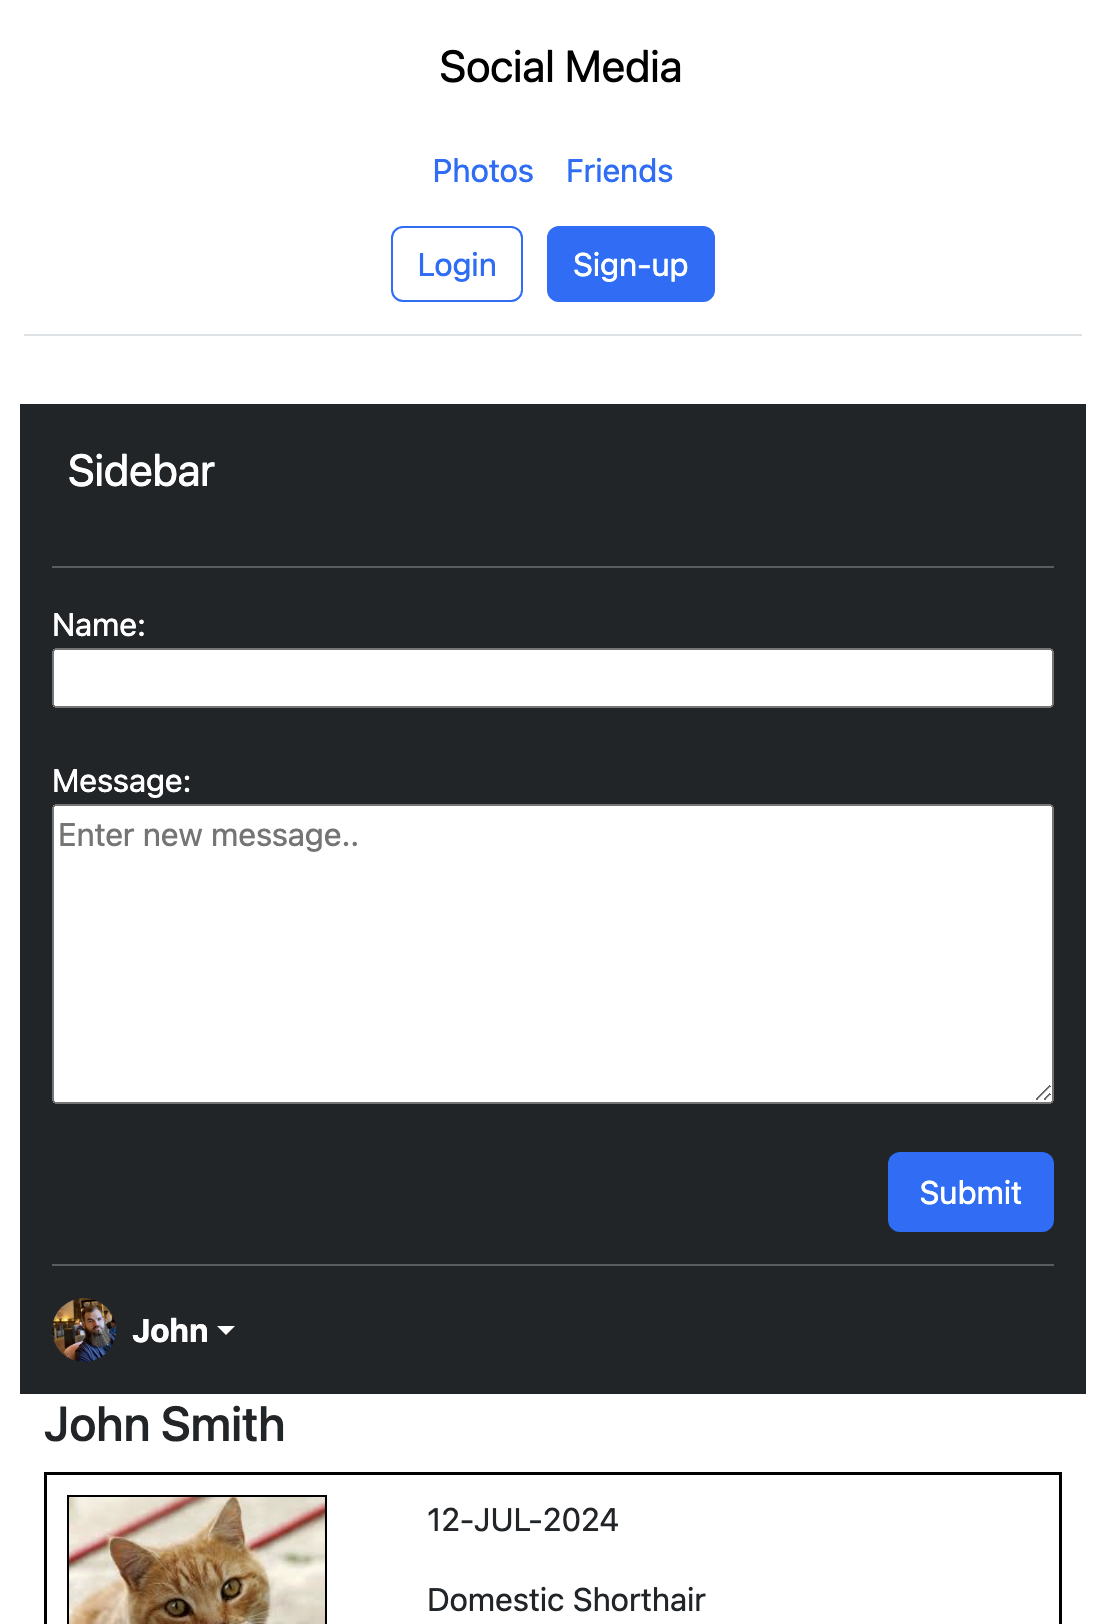 Social Media
Photos Friends
Login Sign-up
Sidebar
Name:
Message:
Enter new message..
Submit
John
John Smith
12-JUL-2024
Domestic Shorthair